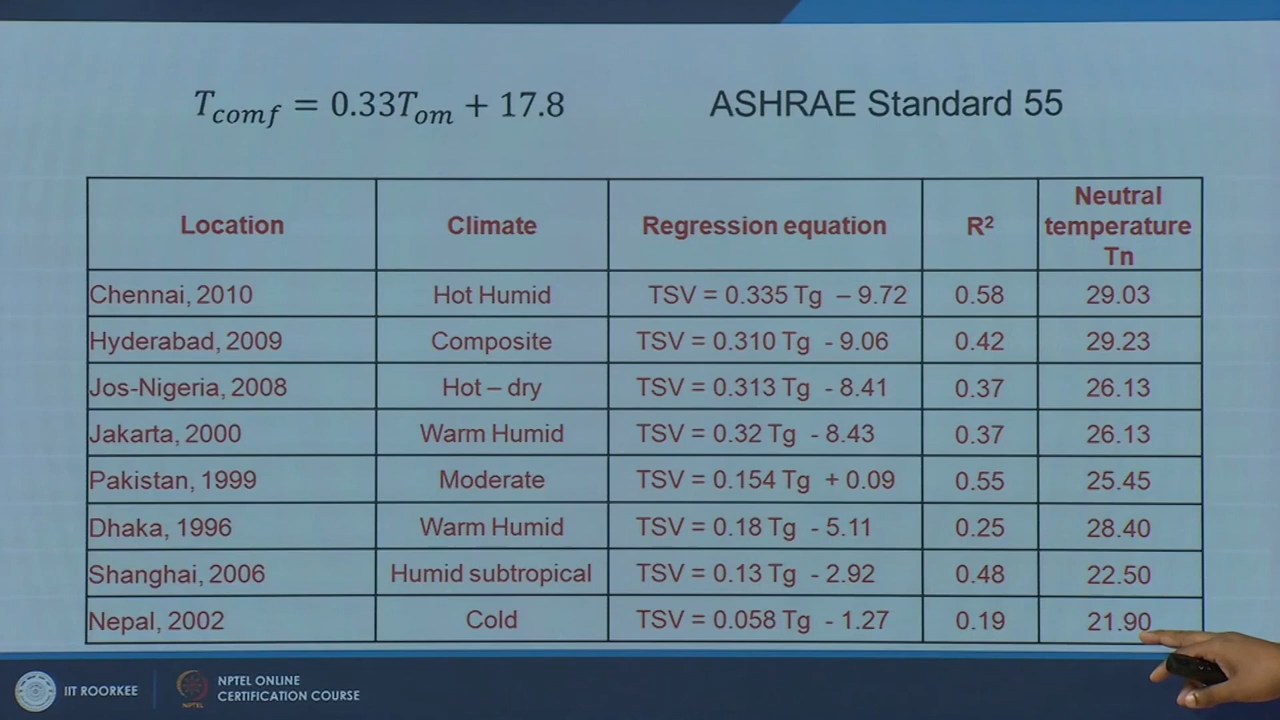 T_comf = 0.33T_om + 17.8
ASHRAE Standard 55
Location Climate Regression equation R² Neutral temperature Tn
Chennai, 2010 Hot Humid TSV = 0.335 Tg – 9.72 0.58 29.03
Hyderabad, 2009 Composite TSV = 0.310 Tg - 9.06 0.42 29.23
Jos-Nigeria, 2008 Hot – dry TSV = 0.313 Tg - 8.41 0.37 26.13
Jakarta, 2000 Warm Humid TSV = 0.32 Tg - 8.43 0.37 26.13
Pakistan, 1999 Moderate TSV = 0.154 Tg + 0.09 0.55 25.45
Dhaka, 1996 Warm Humid TSV = 0.18 Tg - 5.11 0.25 28.40
Shanghai, 2006 Humid subtropical TSV = 0.13 Tg - 2.92 0.48 22.50
Nepal, 2002 Cold TSV = 0.058 Tg - 1.27 0.19 21.90
IIT ROORKEE
NPTEL
NPTEL ONLINE
CERTIFICATION COURSE